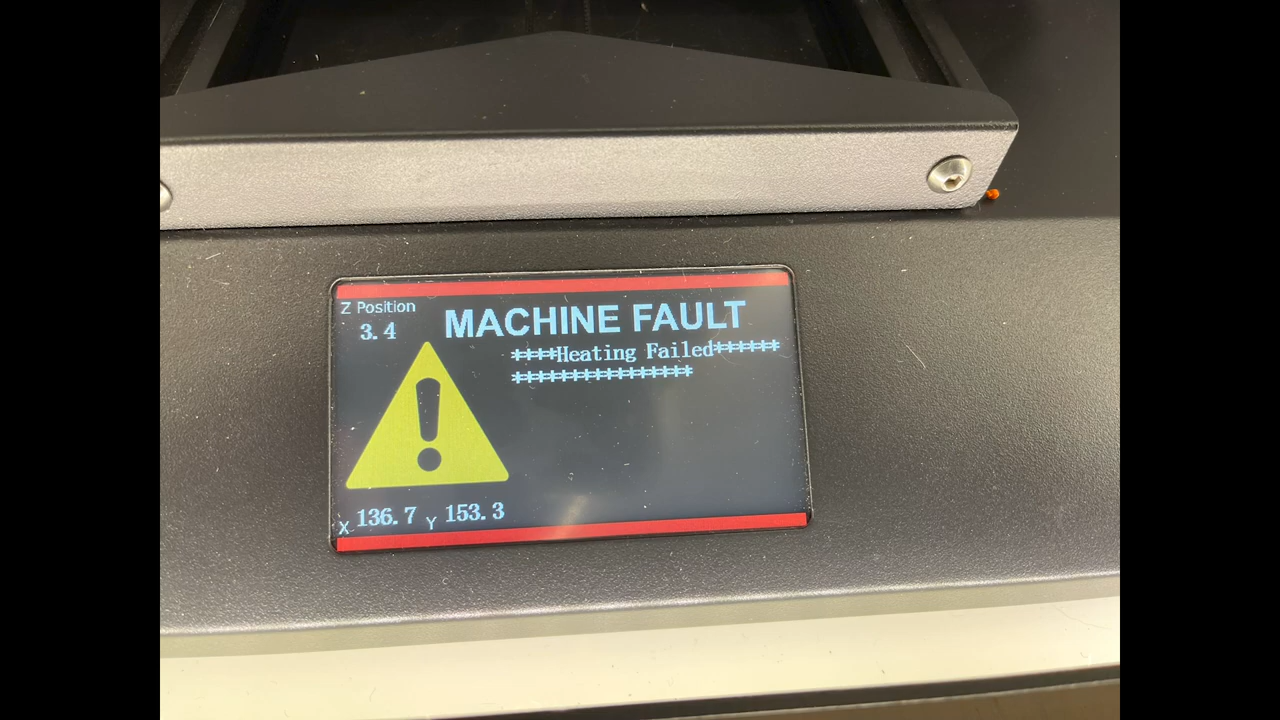 Z Position
3.4
MACHINE FAULT
****Heating Failed******
***************
X 136.7 Y 153.3